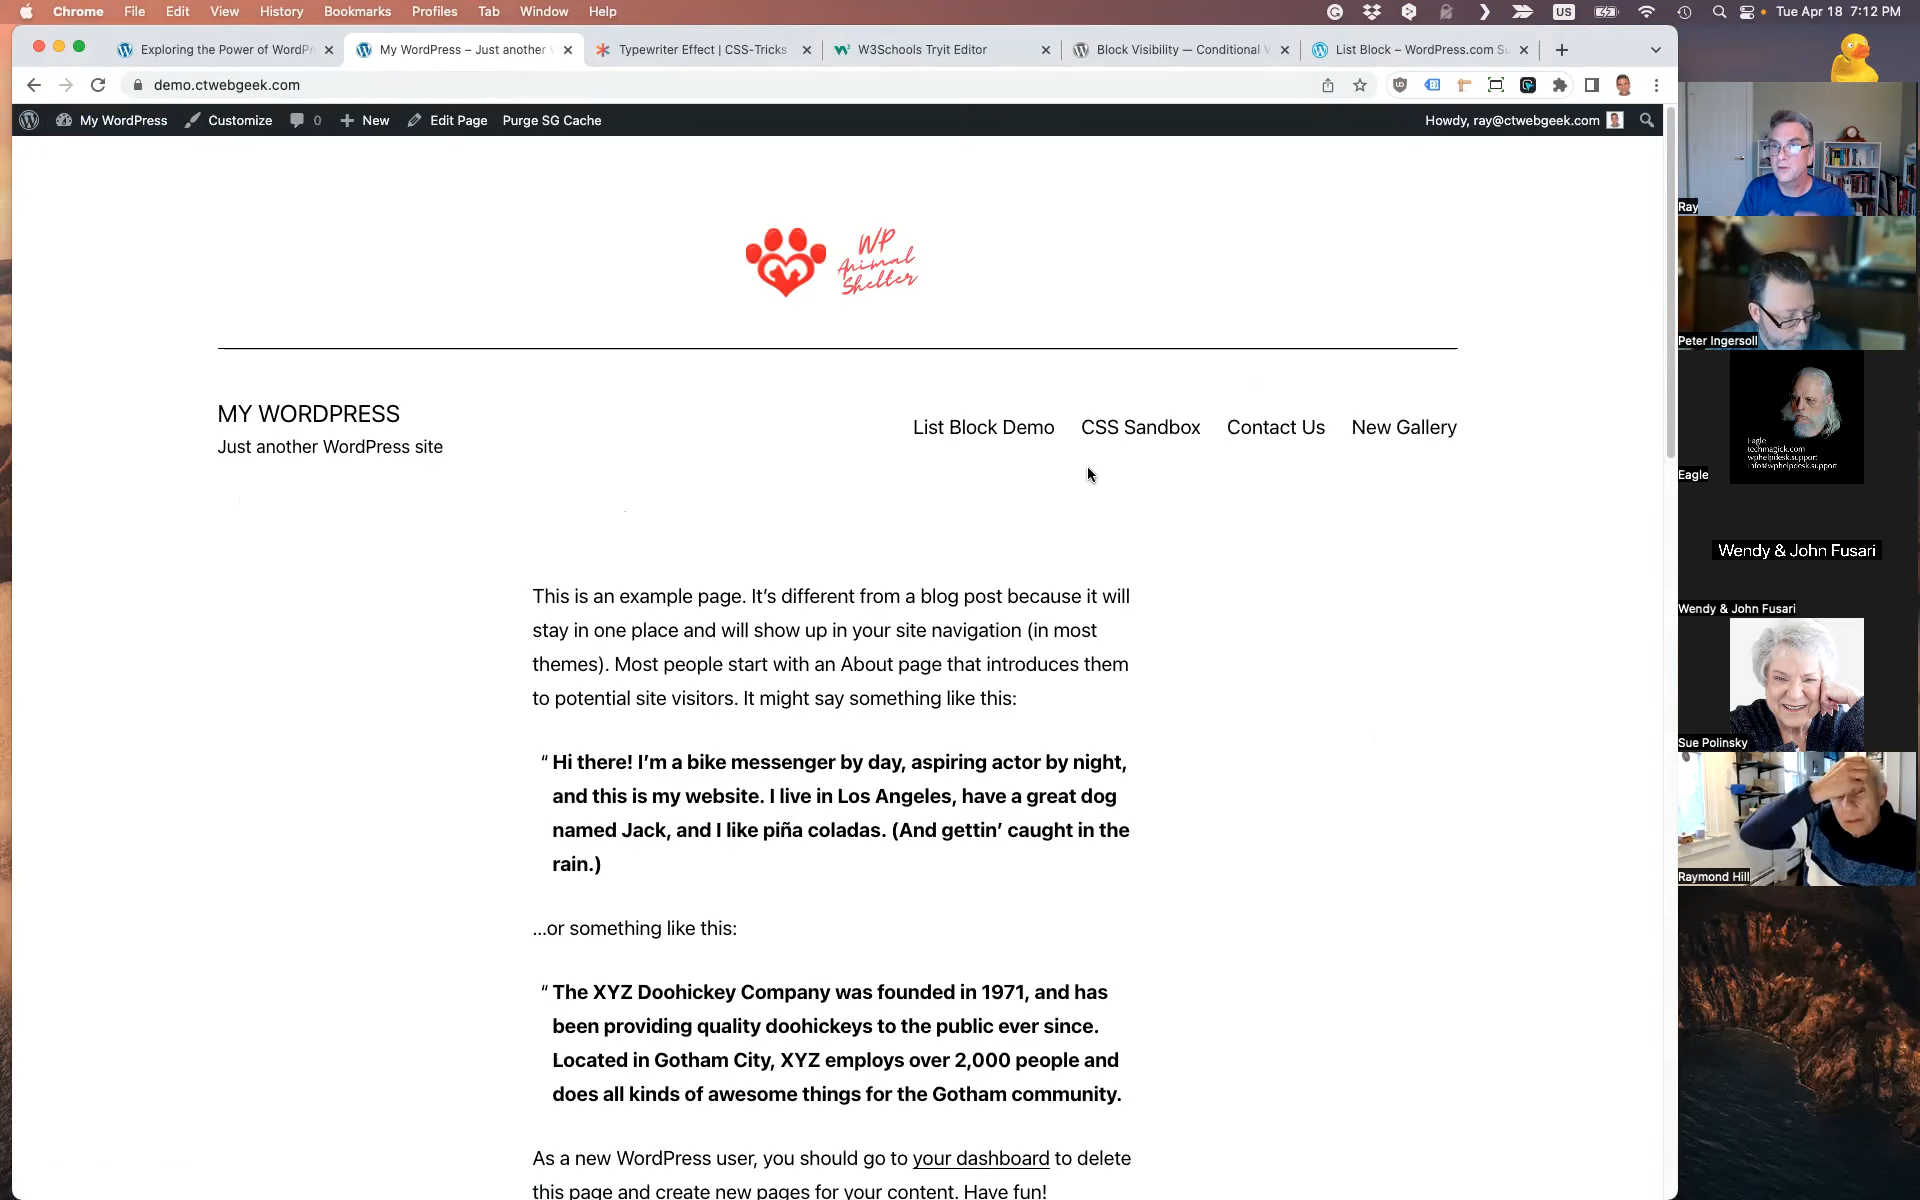 Chrome File Edit View History Bookmarks Profiles Tab Window Help
US Tue Apr 18 7:12 PM
Exploring the Power of WordPr
My WordPress – Just another
Typewriter Effect | CSS-Tricks
W3Schools Tryit Editor
Block Visibility — Conditional V
List Block – WordPress.com Su
demo.ctwebgeek.com
My WordPress Customize 0 New Edit Page Purge SG Cache
Howdy, ray@ctwebgeek.com
WP
Animal
Shelter
MY WORDPRESS
Just another WordPress site
List Block Demo CSS Sandbox Contact Us New Gallery
This is an example page. It’s different from a blog post because it will
stay in one place and will show up in your site navigation (in most
themes). Most people start with an About page that introduces them
to potential site visitors. It might say something like this:
“ Hi there! I’m a bike messenger by day, aspiring actor by night,
and this is my website. I live in Los Angeles, have a great dog
named Jack, and I like piña coladas. (And gettin’ caught in the
rain.)
…or something like this:
“ The XYZ Doohickey Company was founded in 1971, and has
been providing quality doohickeys to the public ever since.
Located in Gotham City, XYZ employs over 2,000 people and
does all kinds of awesome things for the Gotham community.
As a new WordPress user, you should go to your dashboard to delete
this page and create new pages for your content. Have fun!
Ray
Peter Ingersoll
Eagle
techmagick.com
wphelpdesk.support
info@wphelpdesk.support
Eagle
Wendy & John Fusari
Wendy & John Fusari
Sue Polinsky
Raymond Hill